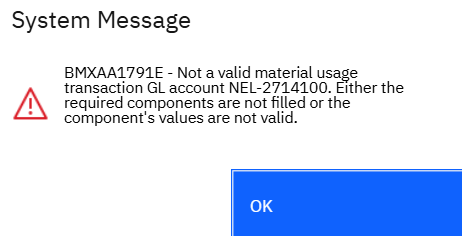 System Message
BMXAA1791E - Not a valid material usage
transaction GL account NEL-2714100. Either the
required components are not filled or the
component's values are not valid.
OK